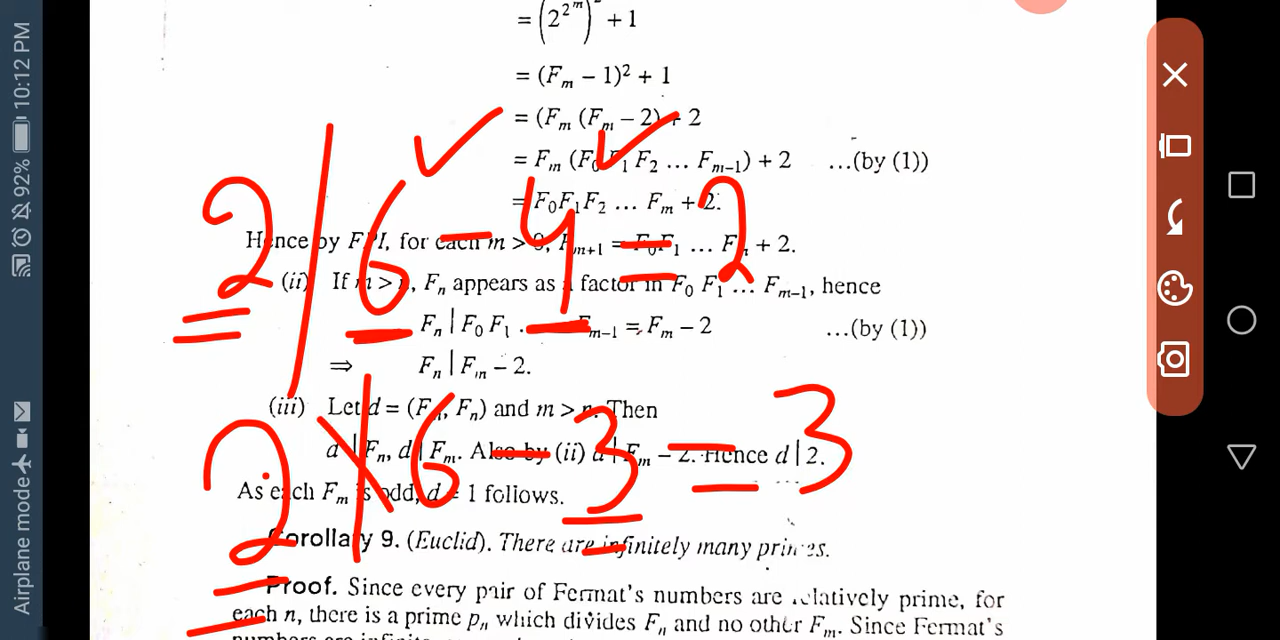 = (2^{2^m})^2 + 1
= (F_m − 1)² + 1
= (F_m (F_m − 2) + 2
= F_m (F_0 F_1 F_2 ... F_{m−1}) + 2 ...(by (1))
= F_0F_1F_2 ... F_m + 2.
Hence by FPI, for each m > 0, F_{m+1} = F_0F_1 ... F_m + 2.
(ii) If m > n, F_n appears as a factor in F_0 F_1 ... F_{m−1}, hence
F_n | F_0 F_1 ... F_{m−1} = F_m − 2 ...(by (1))
⇒ F_n | F_m − 2.
(iii) Let d = (F_m, F_n) and m > n. Then
d | F_n, d | F_m. Also by (ii) d | F_m − 2. Hence d | 2.
As each F_m is odd, d = 1 follows.
Corollary 9. (Euclid). There are infinitely many primes.
Proof. Since every pair of Fermat's numbers are relatively prime, for
each n, there is a prime p_n which divides F_n and no other F_m. Since Fermat's
2 / 6 − 4 = 2
2 ∤ 6 − 3 = 3
Airplane mode 92% 10:12 PM